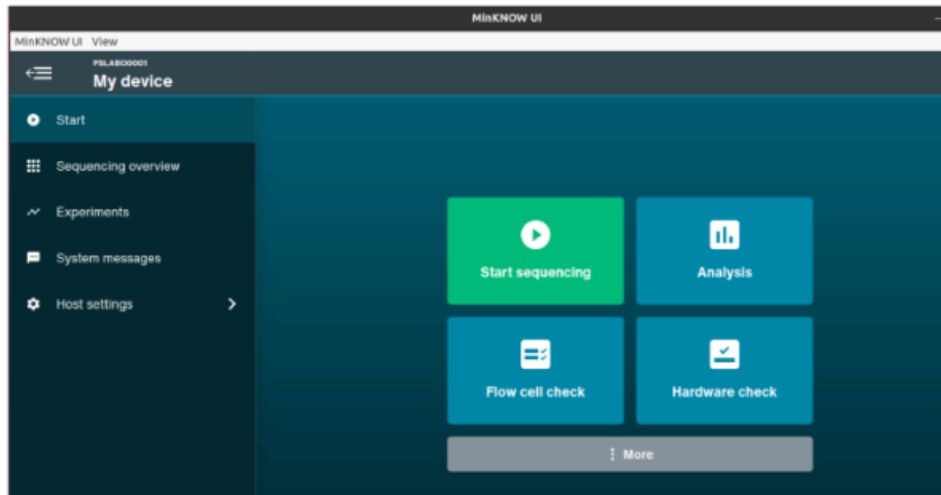 MinKNOW UI
MinKNOW UI View
PSLABO0001
My device
Start
Sequencing overview
Experiments
System messages
Host settings
Start sequencing
Analysis
Flow cell check
Hardware check
More